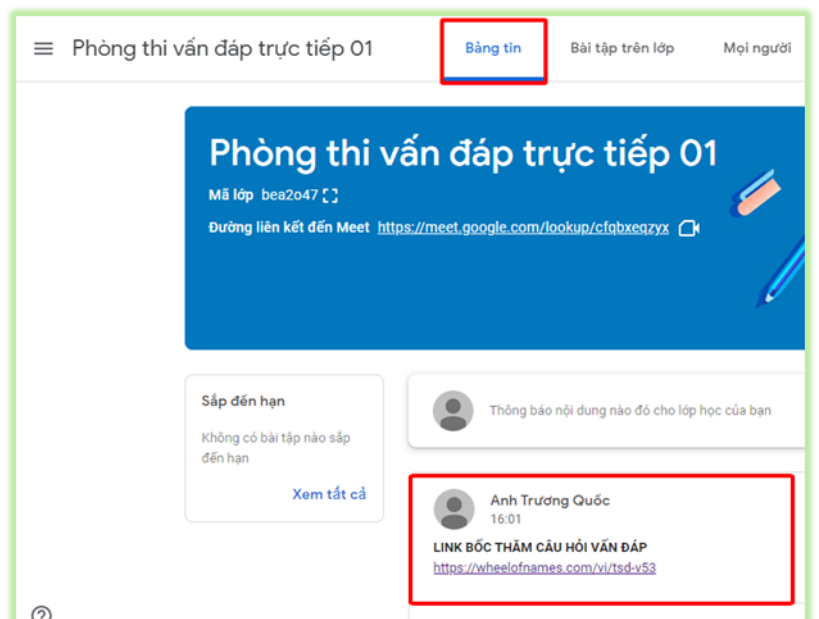 Phòng thi vấn đáp trực tiếp 01
Bảng tin
Bài tập trên lớp
Mọi người
Phòng thi vấn đáp trực tiếp 01
Mã lớp bea2o47
Đường liên kết đến Meet https://meet.google.com/lookup/cfqbxeqzyx
Sắp đến hạn
Không có bài tập nào sắp
đến hạn
Xem tất cả
Thông báo nội dung nào đó cho lớp học của bạn
Anh Trương Quốc
16:01
LINK BỐC THĂM CÂU HỎI VẤN ĐÁP
https://wheelofnames.com/vi/tsd-v53